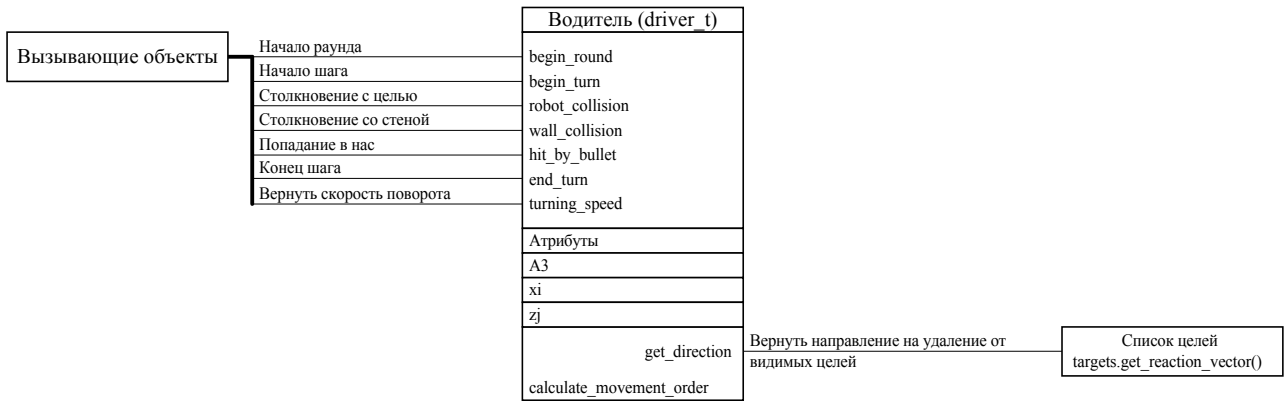 Водитель (driver_t)
Вызывающие объекты
Начало раунда
begin_round
Начало шага
begin_turn
Столкновение с целью
robot_collision
Столкновение со стеной
wall_collision
Попадание в нас
hit_by_bullet
Конец шага
end_turn
Вернуть скорость поворота
turning_speed
Атрибуты
A3
xi
zj
get_direction
Вернуть направление на удаление от
видимых целей
Список целей
targets.get_reaction_vector()
calculate_movement_order